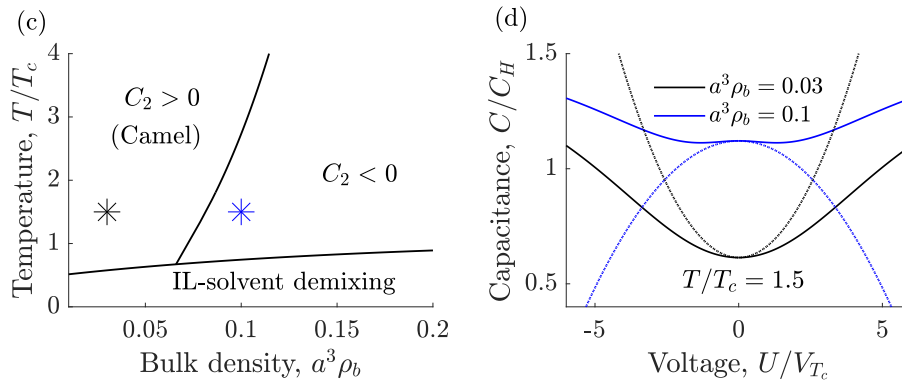 (c)
4
3
2
1
0
Temperature, T/T_c
C_2 > 0
(Camel)
C_2 < 0
IL-solvent demixing
0.05
0.1
0.15
0.2
Bulk density, a^3ρ_b
(d)
1.5
1
0.5
Capacitance, C/C_H
a^3ρ_b = 0.03
a^3ρ_b = 0.1
T/T_c = 1.5
-5
0
5
Voltage, U/V_{T_c}